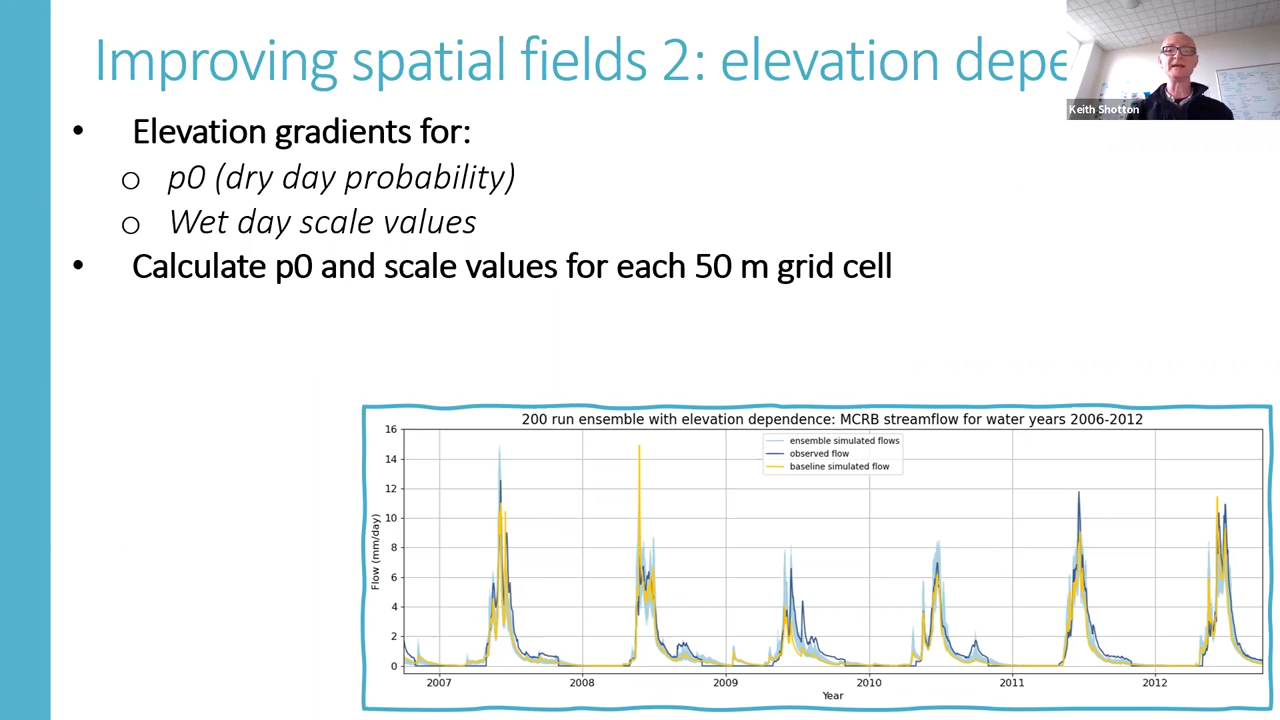 Improving spatial fields 2: elevation depe
Keith Shotton
• Elevation gradients for:
o p0 (dry day probability)
o Wet day scale values
• Calculate p0 and scale values for each 50 m grid cell
200 run ensemble with elevation dependence: MCRB streamflow for water years 2006-2012
ensemble simulated flows
observed flow
baseline simulated flow
Flow (mm/day)
16
14
12
10
8
6
4
2
0
2007 2008 2009 2010 2011 2012
Year